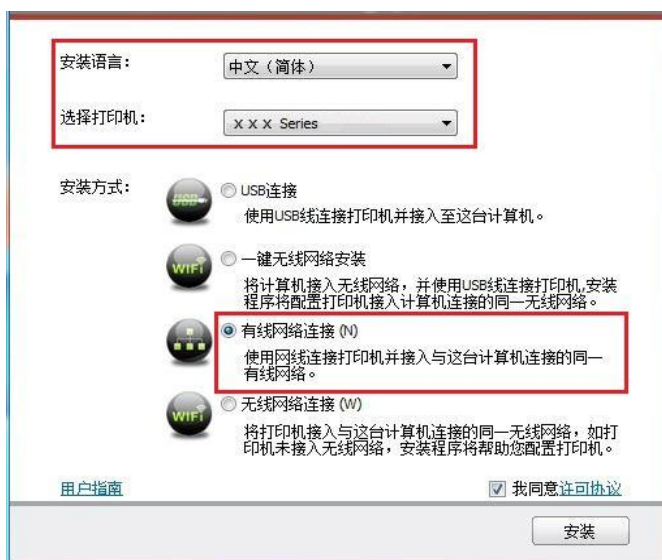 安装语言： 中文（简体）
选择打印机： X X X Series
安装方式： USB连接
使用USB线连接打印机并接入至这台计算机。
一键无线网络安装
将计算机接入无线网络，并使用USB线连接打印机,安装
程序将配置打印机接入计算机连接的同一无线网络。
有线网络连接 (N)
使用网线连接打印机并接入与这台计算机连接的同一
有线网络。
无线网络连接 (W)
将打印机接入与这台计算机连接的同一无线网络，如打
印机未接入无线网络，安装程序将帮助您配置打印机。
USB
WiFi
WiFi
用户指南 我同意许可协议
安装